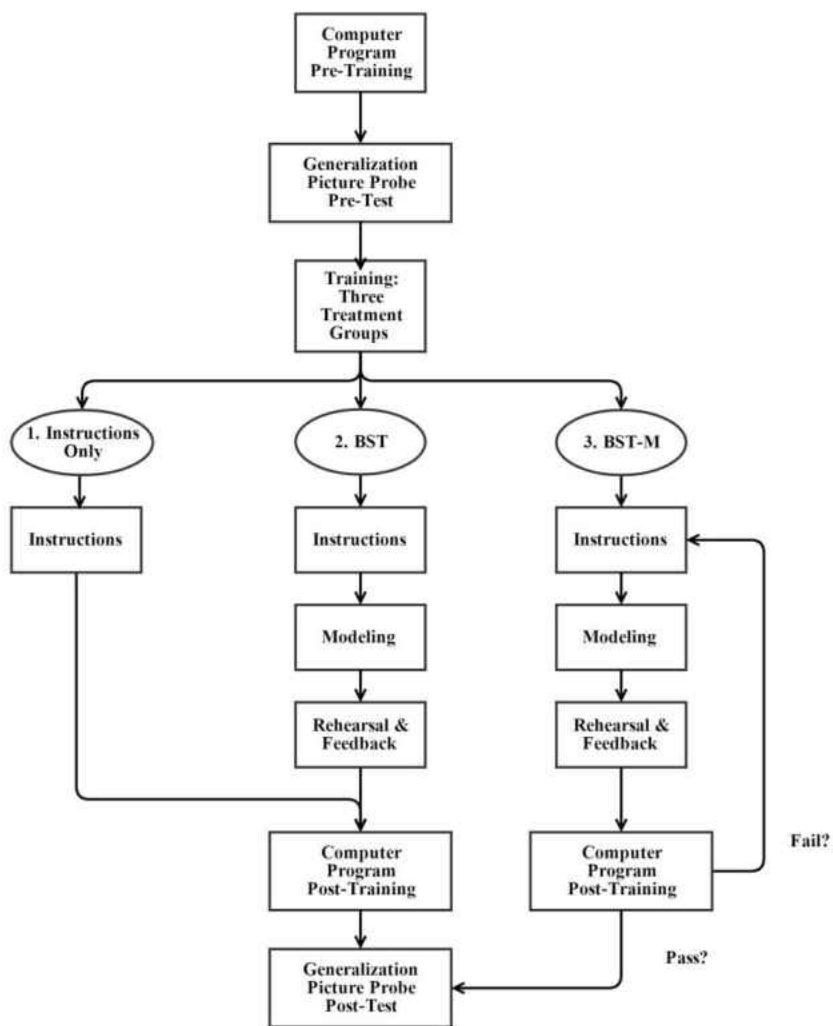 Computer
Program
Pre-Training
Generalization
Picture Probe
Pre-Test
Training:
Three
Treatment
Groups
1. Instructions
Only
2. BST
3. BST-M
Instructions
Instructions
Instructions
Modeling
Modeling
Rehearsal &
Feedback
Rehearsal &
Feedback
Computer
Program
Post-Training
Computer
Program
Post-Training
Fail?
Pass?
Generalization
Picture Probe
Post-Test